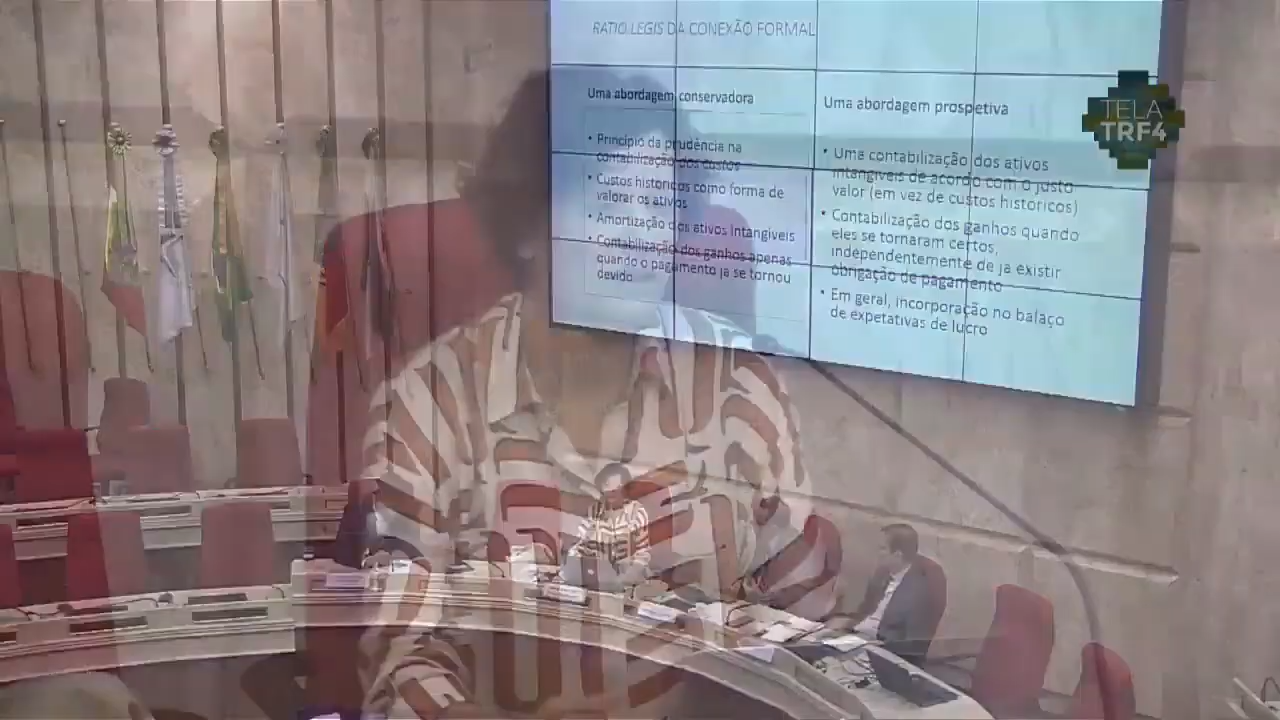 RATIO LEGIS DA CONEXÃO FORMAL
Uma abordagem conservadora
• Princípio da prudência na
contabilização dos custos
• Custos históricos como forma de
valorar os ativos
• Amortização dos ativos intangíveis
• Contabilização dos ganhos apenas
quando o pagamento ja se tornou
devido
Uma abordagem prospetiva
• Uma contabilização dos ativos
intangíveis de acordo com o justo
valor (em vez de custos históricos)
• Contabilização dos ganhos quando
eles se tornaram certos,
independentemente de ja existir
obrigação de pagamento
• Em geral, incorporação no balaço
de expetativas de lucro
TELA
TRF4